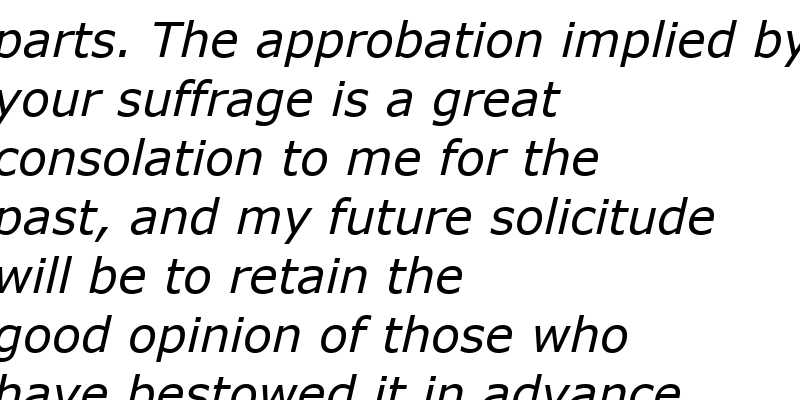 parts. The approbation implied by
your suffrage is a great
consolation to me for the
past, and my future solicitude
will be to retain the
good opinion of those who
have bestowed it in advance